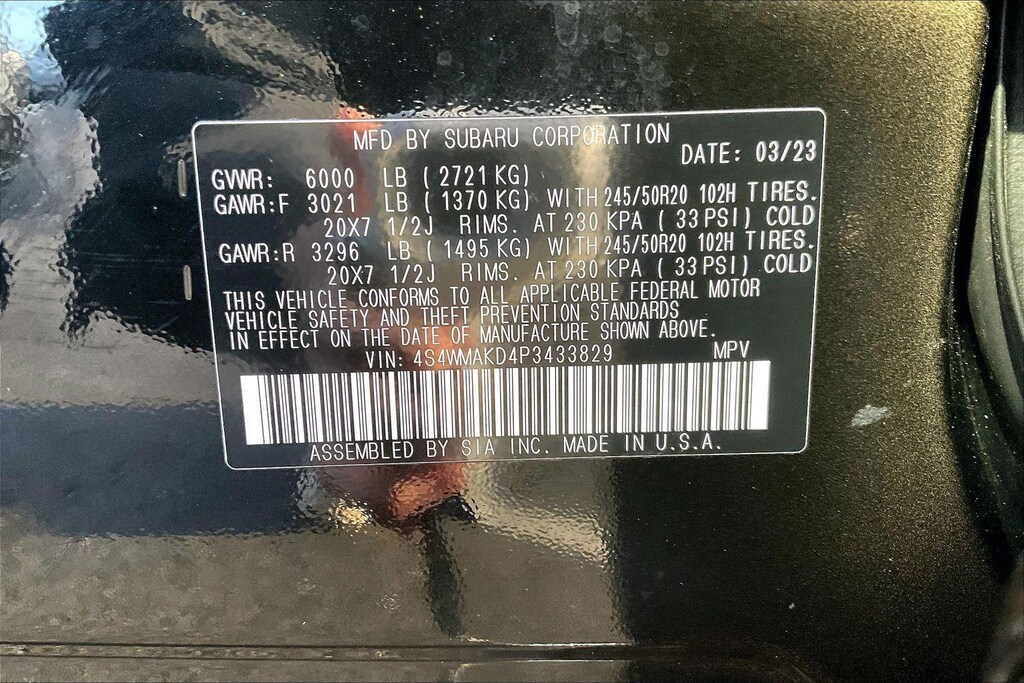 MFD BY SUBARU CORPORATION
DATE: 03/23
GVWR: 6000 LB ( 2721 KG)
GAWR:F 3021 LB ( 1370 KG) WITH 245/50R20 102H TIRES.
20X7 1/2J RIMS. AT 230 KPA ( 33 PSI) COLD
GAWR:R 3296 LB ( 1495 KG) WITH 245/50R20 102H TIRES.
20X7 1/2J RIMS. AT 230 KPA ( 33 PSI) COLD
THIS VEHICLE CONFORMS TO ALL APPLICABLE FEDERAL MOTOR
VEHICLE SAFETY AND THEFT PREVENTION STANDARDS
IN EFFECT ON THE DATE OF MANUFACTURE SHOWN ABOVE.
VIN: 4S4WMAKD4P3433829 MPV
ASSEMBLED BY SIA INC. MADE IN U.S.A.